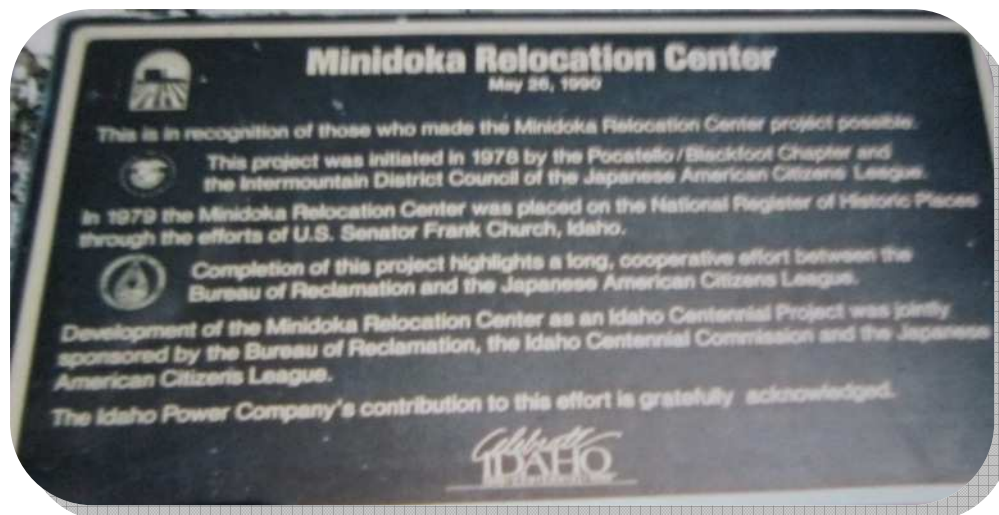 Minidoka Relocation Center
May 26, 1990
This is in recognition of those who made the Minidoka Relocation Center project possible.
This project was initiated in 1978 by the Pocatello/Blackfoot Chapter and
the Intermountain District Council of the Japanese American Citizens League.
In 1979 the Minidoka Relocation Center was placed on the National Register of Historic Places
through the efforts of U.S. Senator Frank Church, Idaho.
Completion of this project highlights a long, cooperative effort between the
Bureau of Reclamation and the Japanese American Citizens League.
Development of the Minidoka Relocation Center as an Idaho Centennial Project was jointly
sponsored by the Bureau of Reclamation, the Idaho Centennial Commission and the Japanese
American Citizens League.
The Idaho Power Company's contribution to this effort is gratefully acknowledged.
Celebrate
IDAHO